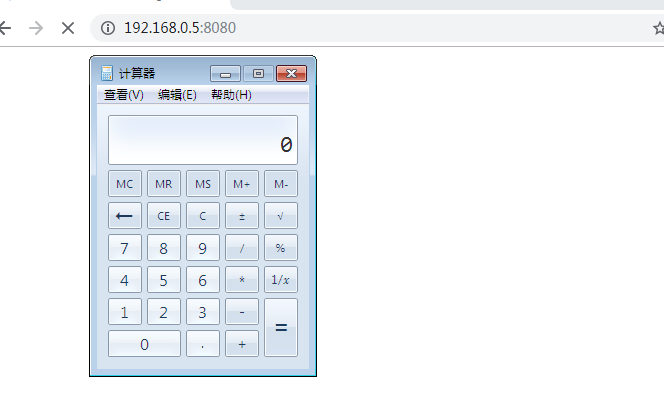 192.168.0.5:8080
计算器
查看(V) 编辑(E) 帮助(H)
0
MC MR MS M+ M-
← CE C ± √
7 8 9 / %
4 5 6 * 1/x
1 2 3 - =
0 . +